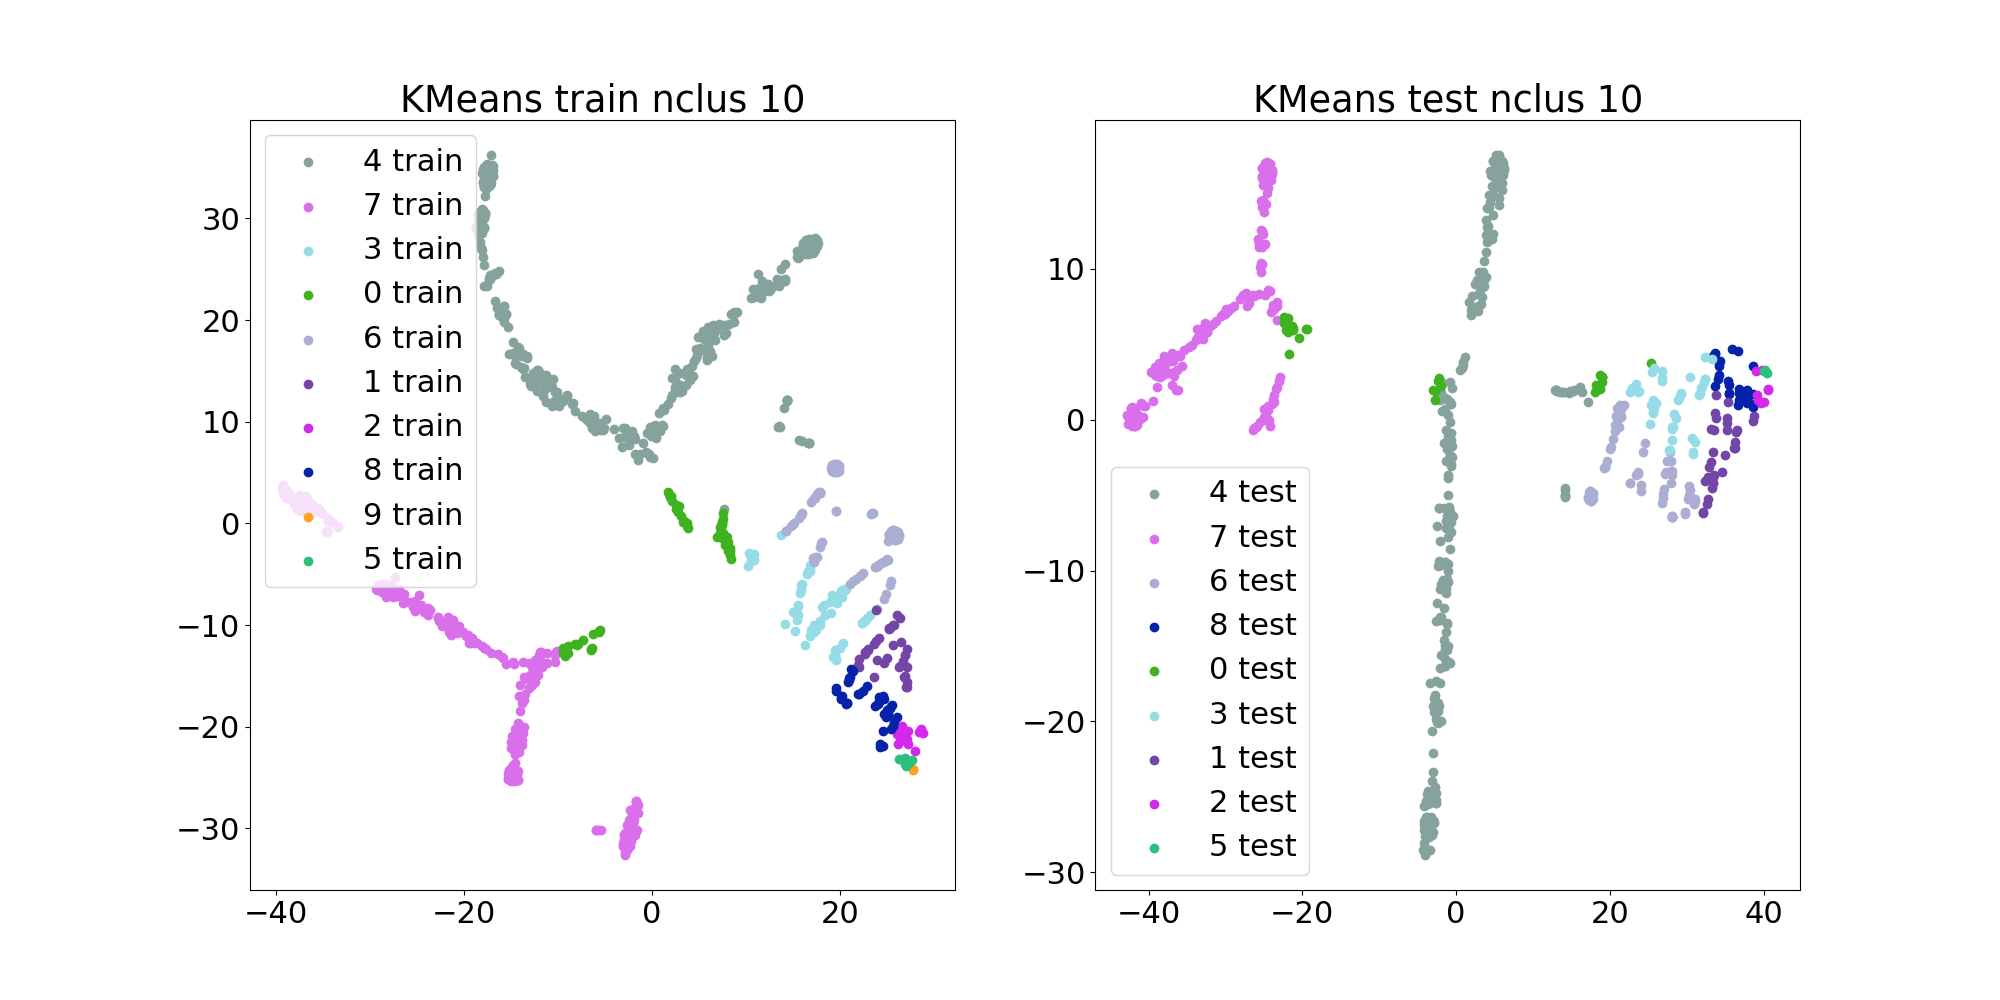 KMeans train nclus 10
4 train
7 train
3 train
0 train
6 train
1 train
2 train
8 train
9 train
5 train
30
20
10
0
−10
−20
−30
−40
−20
0
20
KMeans test nclus 10
10
0
−10
−20
−30
4 test
7 test
6 test
8 test
0 test
3 test
1 test
2 test
5 test
−40
−20
0
20
40